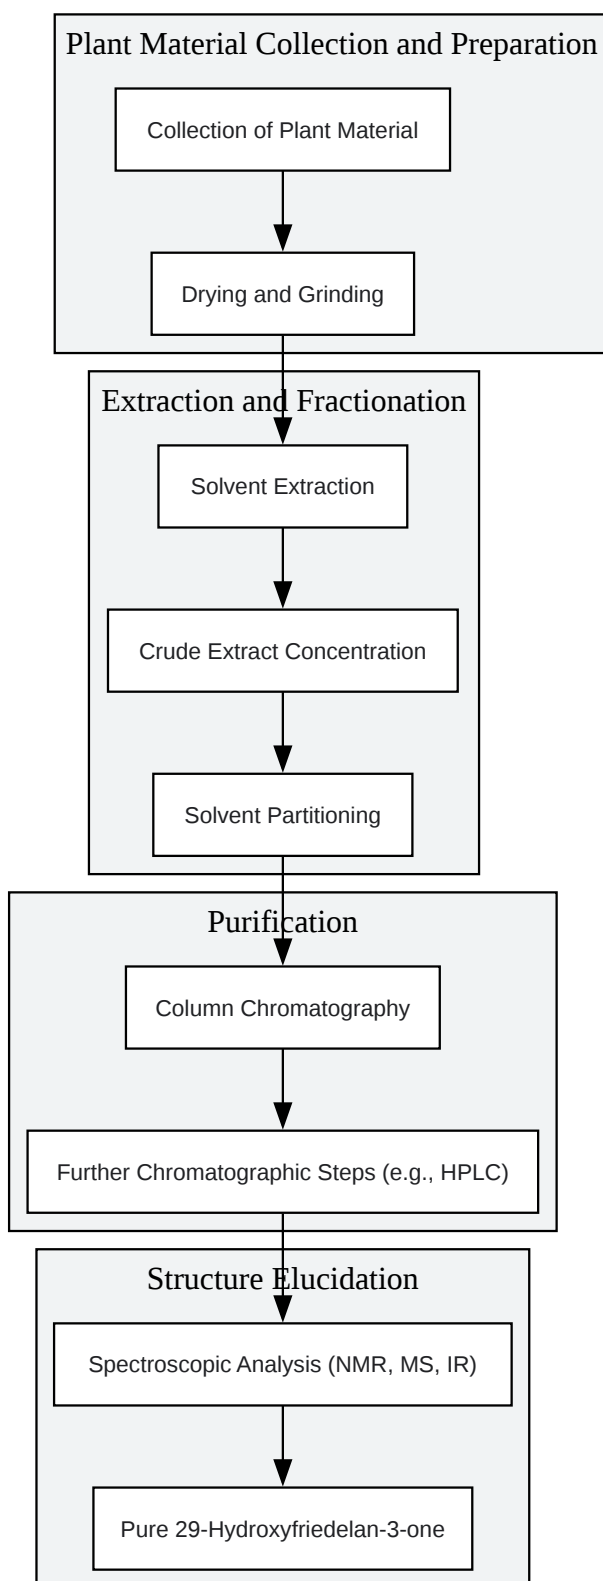 Plant Material Collection and Preparation
Collection of Plant Material
Drying and Grinding
Extraction and Fractionation
Solvent Extraction
Crude Extract Concentration
Solvent Partitioning
Purification
Column Chromatography
Further Chromatographic Steps (e.g., HPLC)
Structure Elucidation
Spectroscopic Analysis (NMR, MS, IR)
Pure 29-Hydroxyfriedelan-3-one